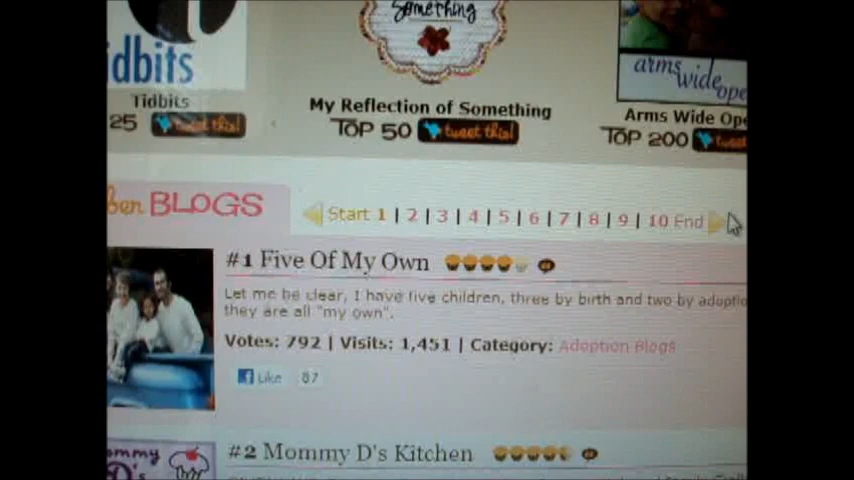 Something
idbits
arms
wide
ope
Tidbits
My Reflection of Something
Arms Wide Ope
25 tweet this!
TOP 50 tweet this!
TOP 200 tweet
ber BLOGS
Start 1 | 2 | 3 | 4 | 5 | 6 | 7 | 8 | 9 | 10 End
#1 Five Of My Own
Let me be clear, I have five children, three by birth and two by adoptio
they are all "my own".
Votes: 792 | Visits: 1,451 | Category: Adoption Blogs
Like 87
ommy
D's
#2 Mommy D's Kitchen